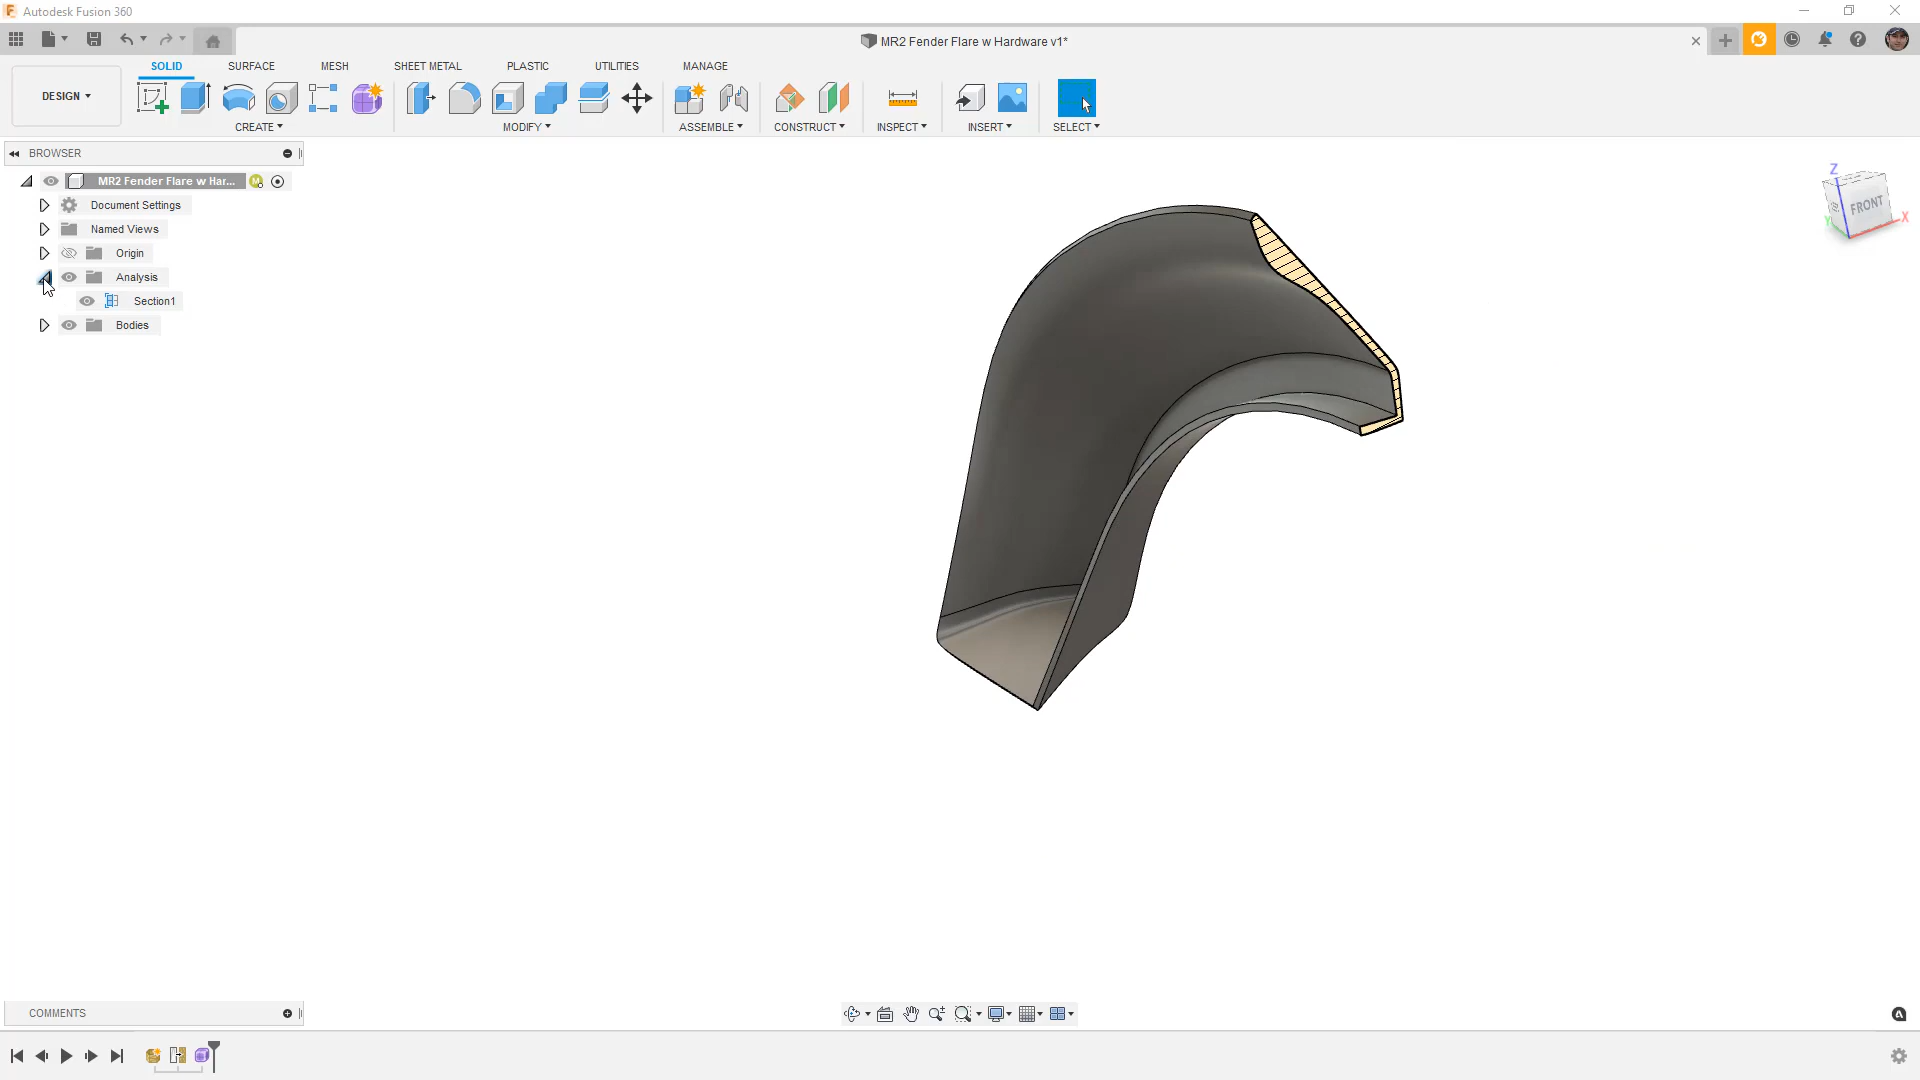 Autodesk Fusion 360
MR2 Fender Flare w Hardware v1*
DESIGN
SOLID
SURFACE
MESH
SHEET METAL
PLASTIC
UTILITIES
MANAGE
CREATE
MODIFY
ASSEMBLE
CONSTRUCT
INSPECT
INSERT
SELECT
BROWSER
MR2 Fender Flare w Har...
Document Settings
Named Views
Origin
Analysis
Section1
Bodies
Z
FRONT
X
Y
COMMENTS